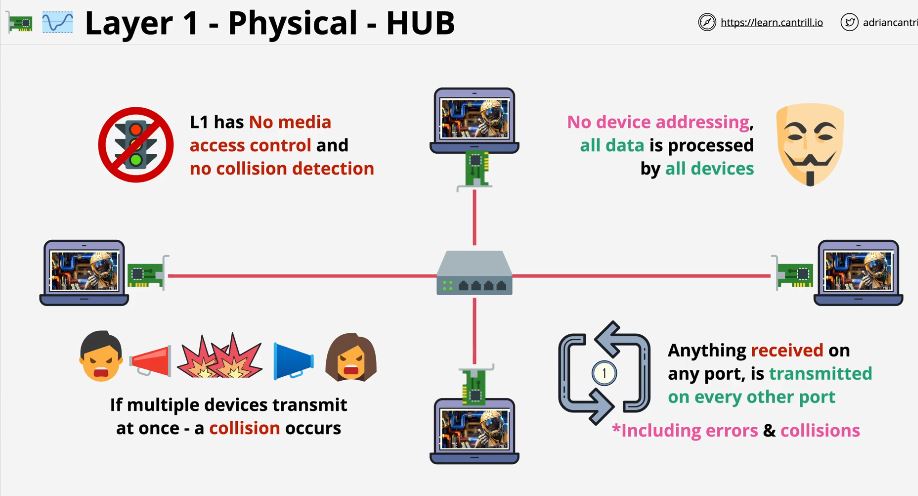 Layer 1 - Physical - HUB
https://learn.cantrill.io
adriancantri
L1 has No media
access control and
no collision detection
No device addressing,
all data is processed
by all devices
If multiple devices transmit
at once - a collision occurs
1
Anything received on
any port, is transmitted
on every other port
*Including errors & collisions